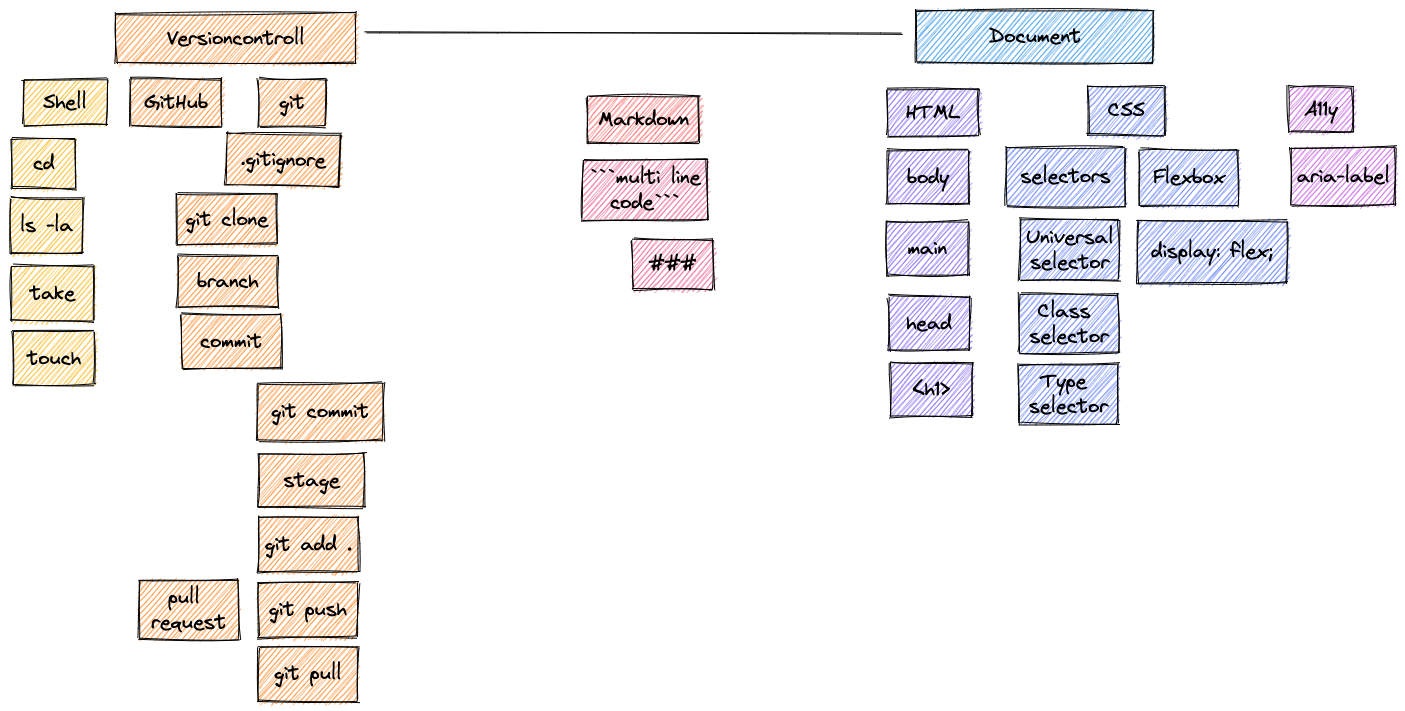 Versioncontroll
Document
Shell
GitHub
git
Markdown
HTML
CSS
A11y
cd
.gitignore
```multi line
code```
body
selectors
Flexbox
aria-label
ls -la
git clone
###
main
Universal
selector
display: flex;
take
branch
head
Class
selector
touch
commit
<h1>
Type
selector
git commit
stage
git add .
pull
request
git push
git pull